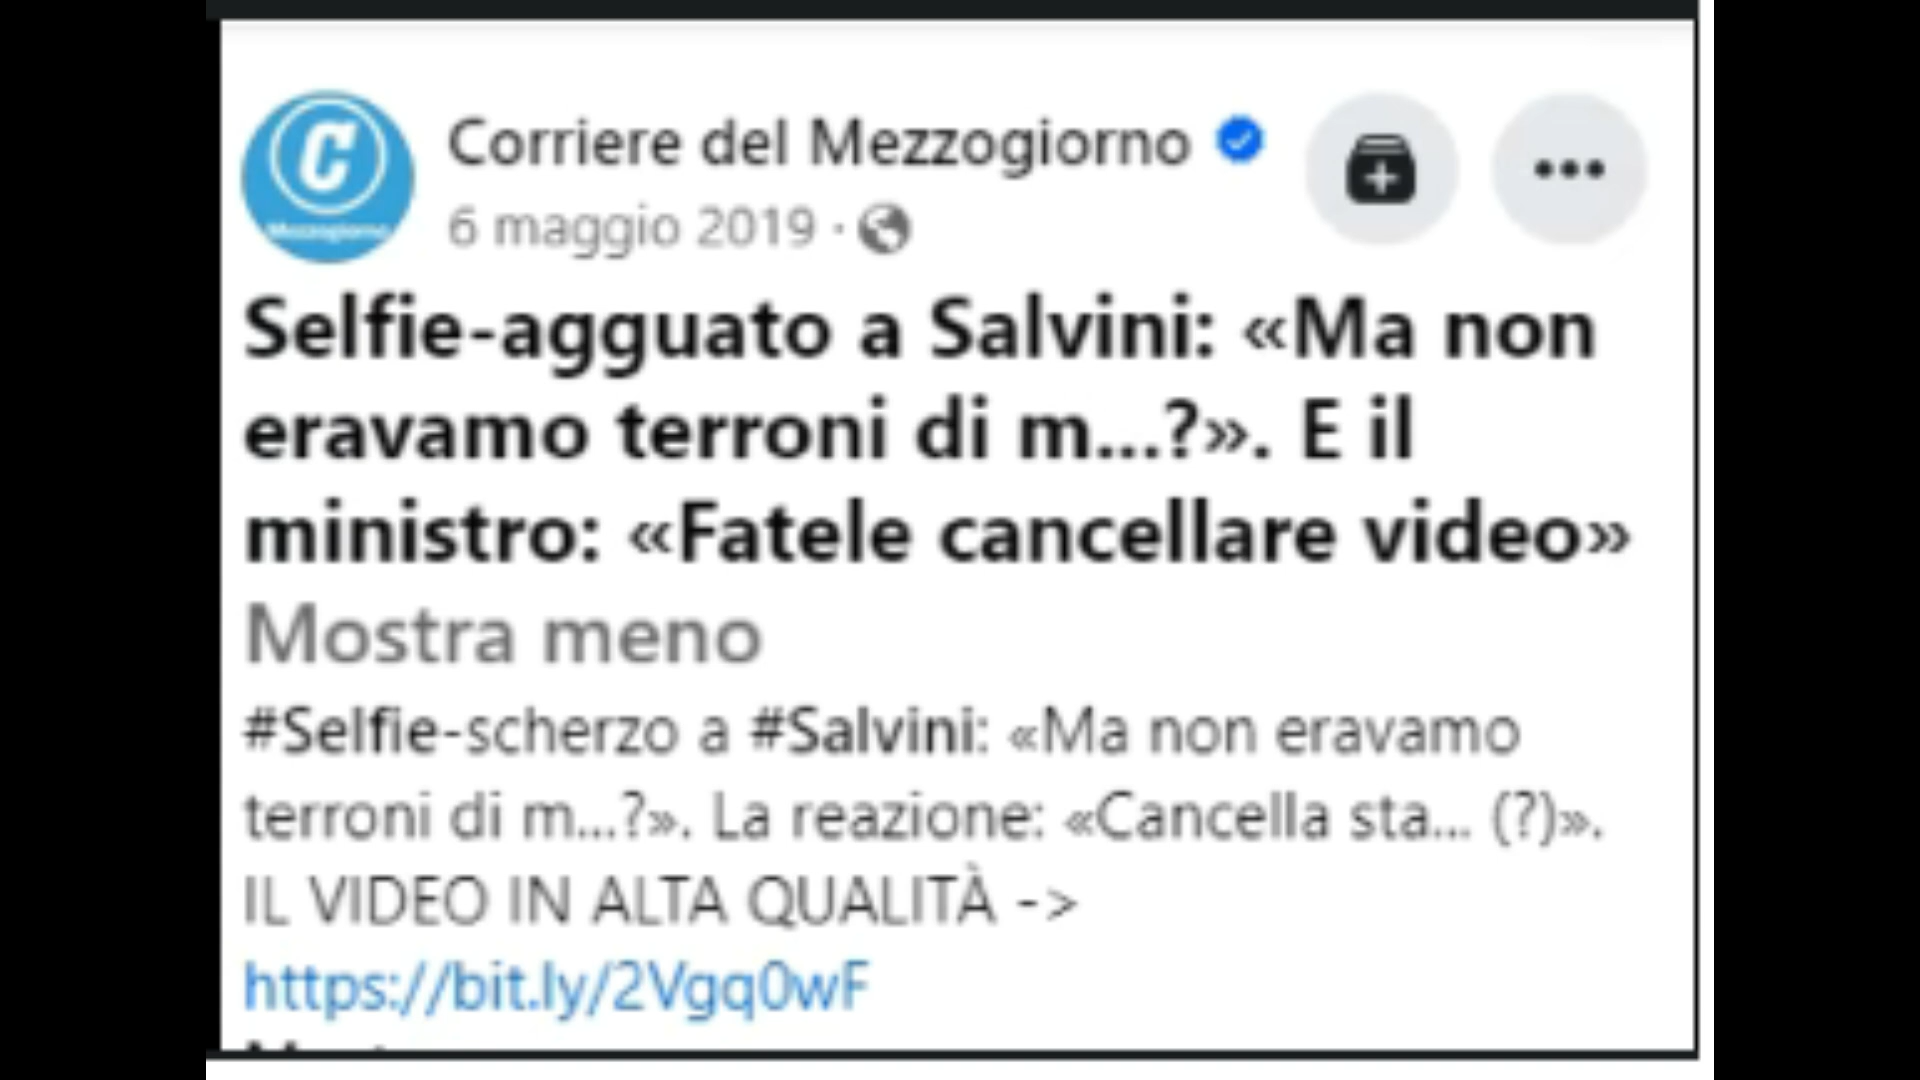 C
Mezzogiorno
Corriere del Mezzogiorno
6 maggio 2019 ·
Selfie-agguato a Salvini: «Ma non
eravamo terroni di m...?». E il
ministro: «Fatele cancellare video»
Mostra meno
#Selfie-scherzo a #Salvini: «Ma non eravamo
terroni di m...?». La reazione: «Cancella sta... (?)».
IL VIDEO IN ALTA QUALITÀ ->
https://bit.ly/2Vgq0wF